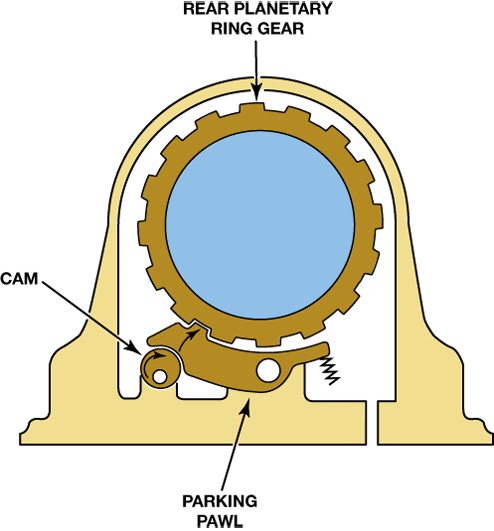 REAR PLANETARY
RING GEAR
CAM
PARKING
PAWL